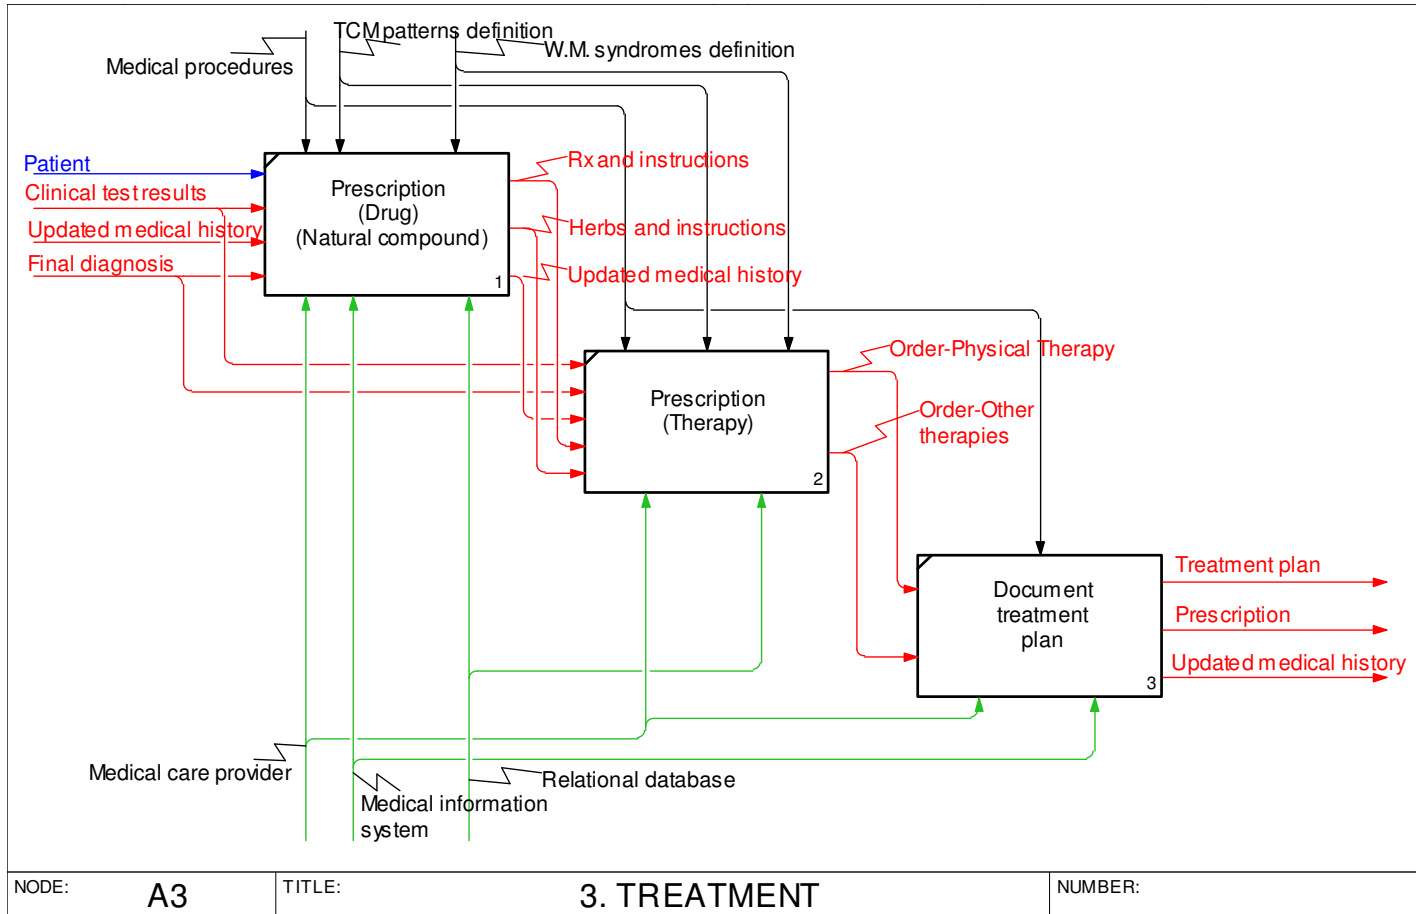 TCM patterns definition
W.M. syndromes definition
Medical procedures
Patient
Clinical test results
Updated medical history
Final diagnosis
Prescription
(Drug)
(Natural compound)
1
Rx and instructions
Herbs and instructions
Updated medical history
Prescription
(Therapy)
2
Order-Physical Therapy
Order-Other
therapies
Document
treatment
plan
3
Treatment plan
Prescription
Updated medical history
Medical care provider
Medical information
system
Relational database
NODE:
A3
TITLE:
3. TREATMENT
NUMBER: